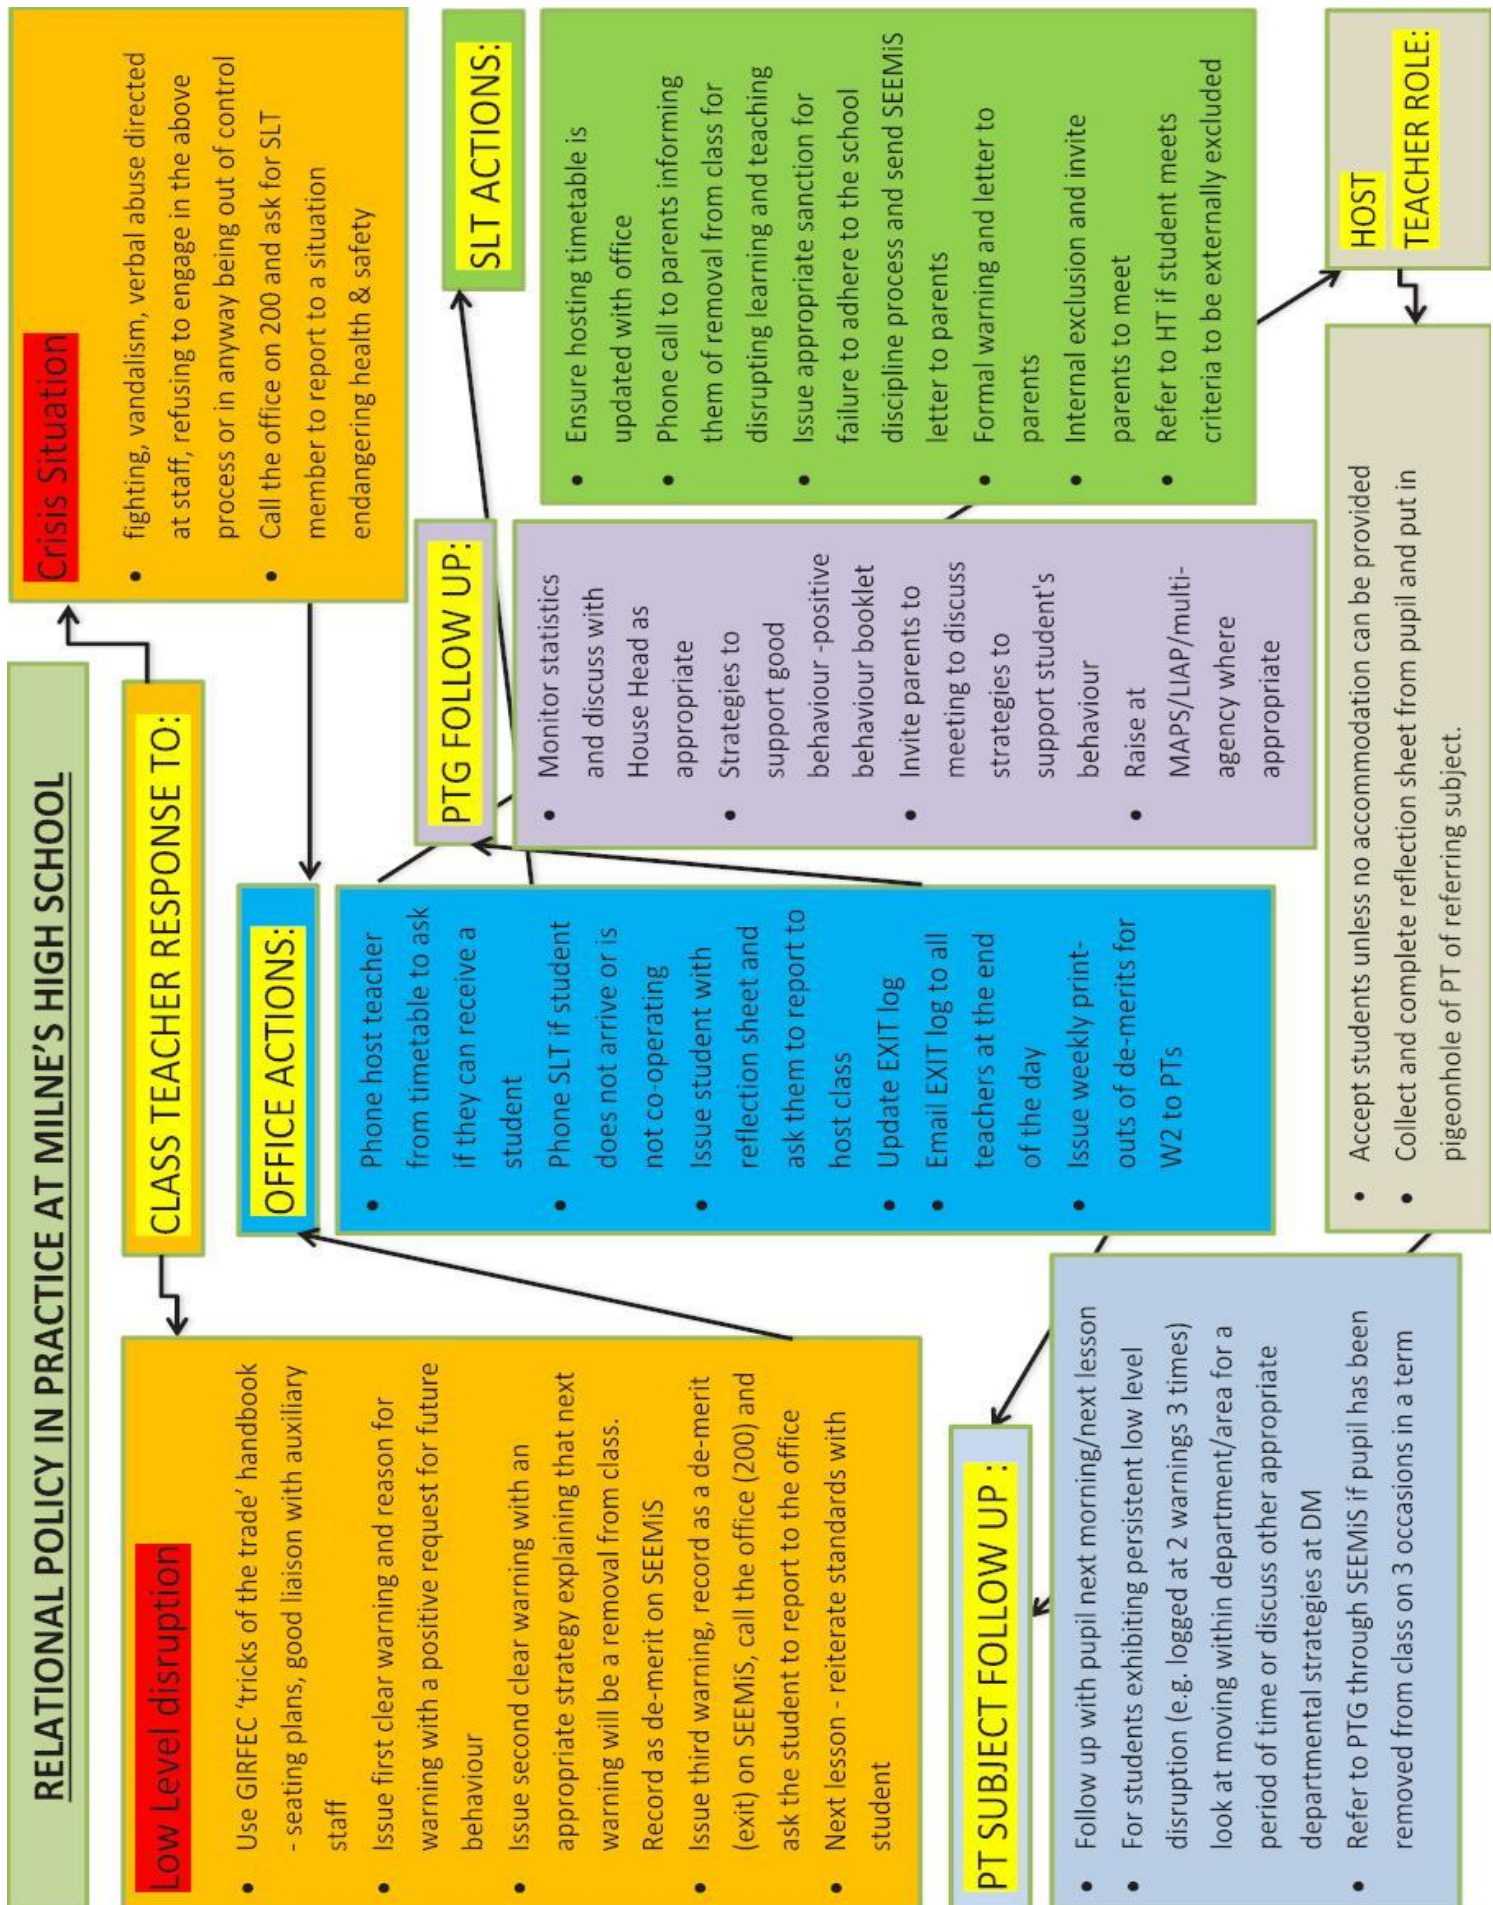 RELATIONAL POLICY IN PRACTICE AT MILNE'S HIGH SCHOOL
CLASS TEACHER RESPONSE TO:
Low Level disruption
• Use GIRFEC 'tricks of the trade' handbook
- seating plans, good liaison with auxiliary
staff
• Issue first clear warning and reason for
warning with a positive request for future
behaviour
• Issue second clear warning with an
appropriate strategy explaining that next
warning will be a removal from class.
Record as de-merit on SEEMiS
• Issue third warning, record as a de-merit
(exit) on SEEMiS, call the office (200) and
ask the student to report to the office
• Next lesson - reiterate standards with
student
Crisis Situation
• fighting, vandalism, verbal abuse directed
at staff, refusing to engage in the above
process or in anyway being out of control
• Call the office on 200 and ask for SLT
member to report to a situation
endangering health & safety
OFFICE ACTIONS:
• Phone host teacher
from timetable to ask
if they can receive a
student
• Phone SLT if student
does not arrive or is
not co-operating
• Issue student with
reflection sheet and
ask them to report to
host class
• Update EXIT log
• Email EXIT log to all
teachers at the end
of the day
• Issue weekly print-
outs of de-merits for
W2 to PTs
PTG FOLLOW UP:
• Monitor statistics
and discuss with
House Head as
appropriate
• Strategies to
support good
behaviour -positive
behaviour booklet
• Invite parents to
meeting to discuss
strategies to
support student's
behaviour
• Raise at
MAPS/LIAP/multi-
agency where
appropriate
SLT ACTIONS:
• Ensure hosting timetable is
updated with office
• Phone call to parents informing
them of removal from class for
disrupting learning and teaching
• Issue appropriate sanction for
failure to adhere to the school
discipline process and send SEEMiS
letter to parents
• Formal warning and letter to
parents
• Internal exclusion and invite
parents to meet
• Refer to HT if student meets
criteria to be externally excluded
PT SUBJECT FOLLOW UP :
• Follow up with pupil next morning/next lesson
• For students exhibiting persistent low level
disruption (e.g. logged at 2 warnings 3 times)
look at moving within department/area for a
period of time or discuss other appropriate
departmental strategies at DM
• Refer to PTG through SEEMiS if pupil has been
removed from class on 3 occasions in a term
HOST
TEACHER ROLE:
• Accept students unless no accommodation can be provided
• Collect and complete reflection sheet from pupil and put in
pigeonhole of PT of referring subject.